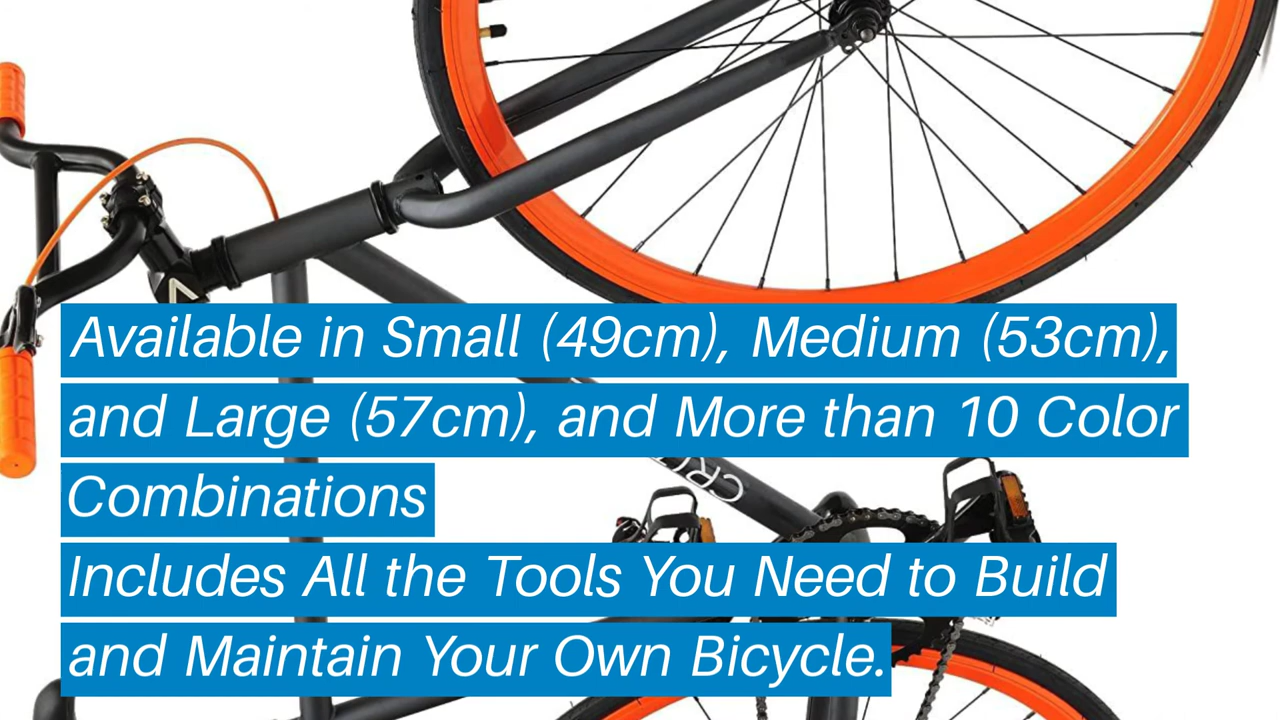 Available in Small (49cm), Medium (53cm),
and Large (57cm), and More than 10 Color
Combinations
Includes All the Tools You Need to Build
and Maintain Your Own Bicycle.